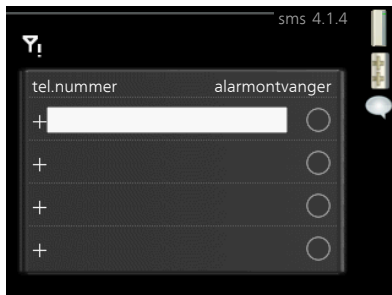 sms 4.1.4
tel.nummer alarmontvanger
+
+
+
+